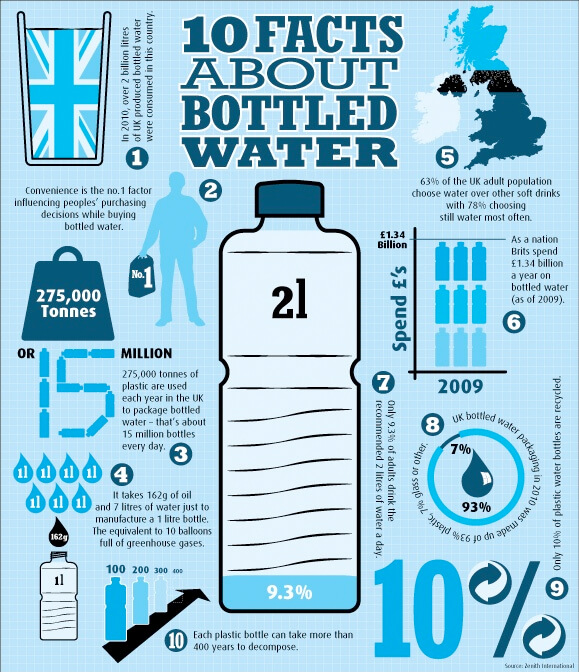 10 FACTS
ABOUT
BOTTLED
WATER
In 2010, over 2 billion litres
of UK produced bottled water
were consumed in this country.
1
Convenience is the no.1 factor
influencing peoples' purchasing
decisions while buying
bottled water.
2
No.1
275,000
Tonnes
OR 15 MILLION
275,000 tonnes of
plastic are used
each year in the UK
to package bottled
water – that's about
15 million bottles
every day.
3
1l 1l 1l 1l
1l 1l 1l
4
It takes 162g of oil
and 7 litres of water just to
manufacture a 1 litre bottle.
The equivalent to 10 balloons
full of greenhouse gases.
162g
1l
5
63% of the UK adult population
choose water over other soft drinks
with 78% choosing
still water most often.
£1.34
Billion
Spend £'s
2009
As a nation
Brits spend
£1.34 billion
a year on
bottled water
(as of 2009).
6
2l
9.3%
7
Only 9.3% of adults drink the
recommended 2 litres of water a day.
8
UK bottled water packaging in 2010 was made up of 93% plastic, 7% glass or other.
7%
93%
9
Only 10% of plastic water bottles are recycled.
10%
100 200 300 400
10
Each plastic bottle can take more than
400 years to decompose.
Source: Zenith International